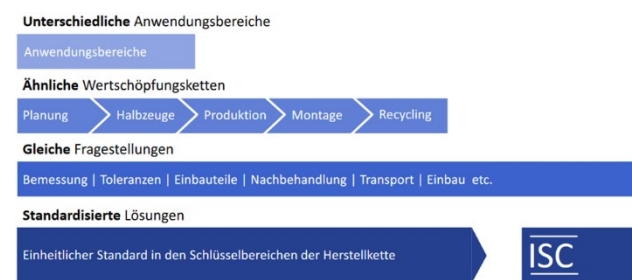 Unterschiedliche Anwendungsbereiche
Anwendungsbereiche
Ähnliche Wertschöpfungsketten
Planung Halbzeuge Produktion Montage Recycling
Gleiche Fragestellungen
Bemessung | Toleranzen | Einbauteile | Nachbehandlung | Transport | Einbau etc.
Standardisierte Lösungen
Einheitlicher Standard in den Schlüsselbereichen der Herstellkette ISC